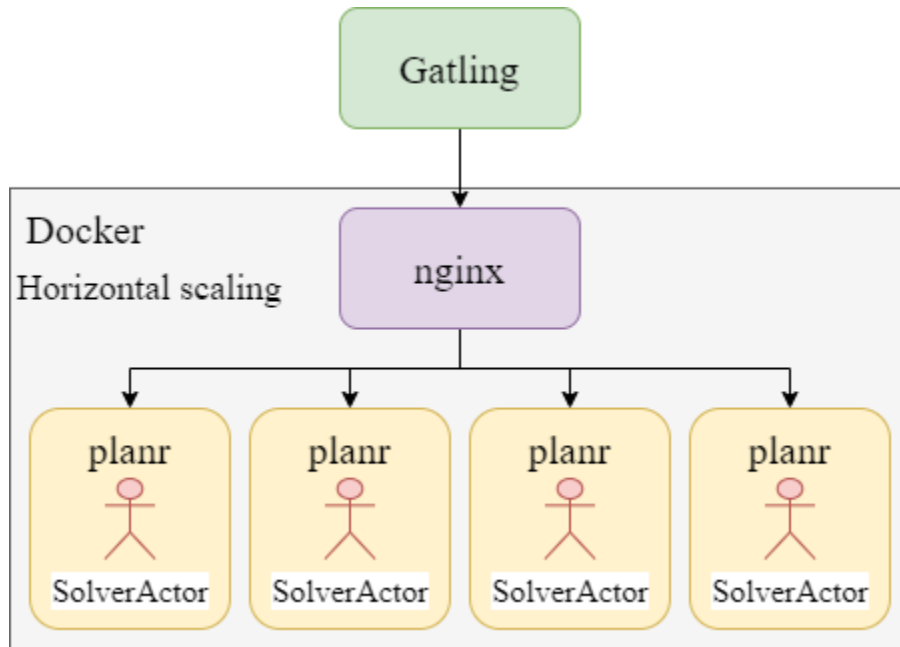 Gatling
Docker
nginx
Horizontal scaling
planr
planr
planr
planr
SolverActor
SolverActor
SolverActor
SolverActor